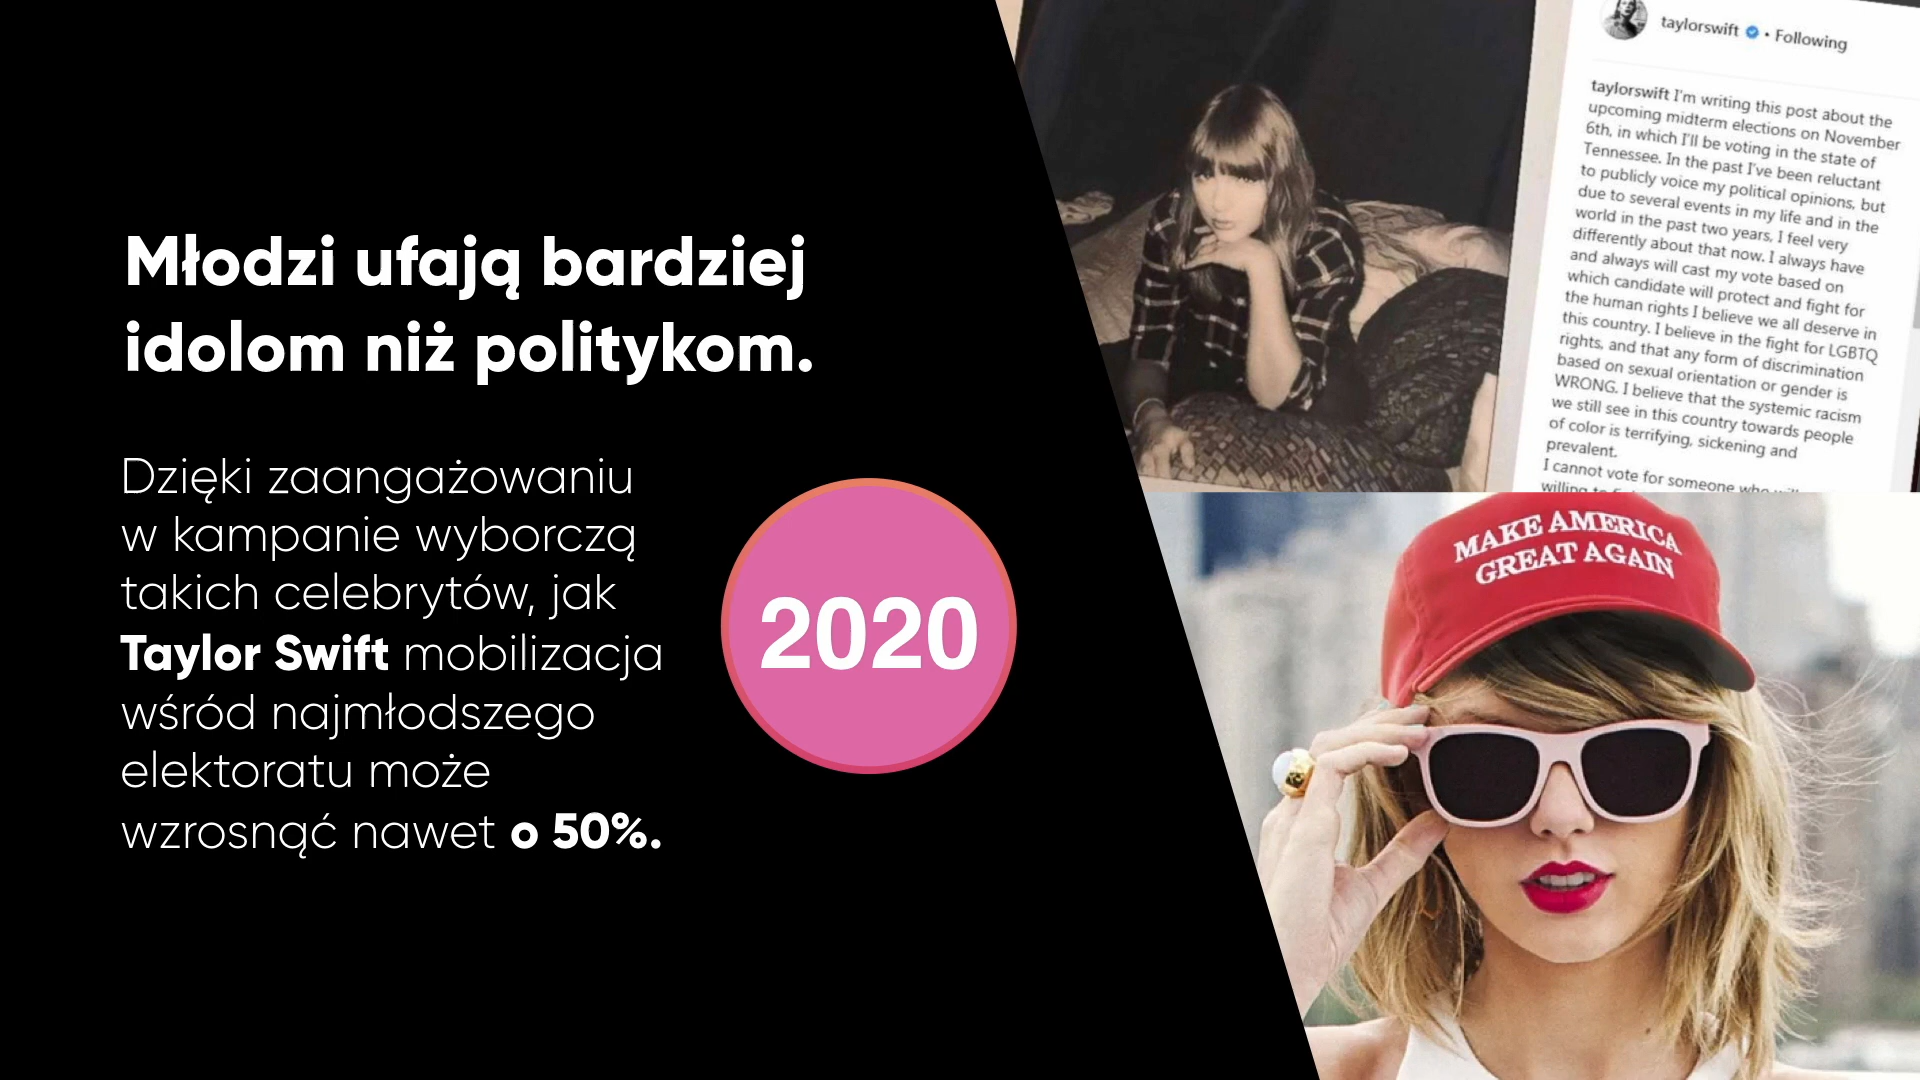 Młodzi ufają bardziej
idolom niż politykom.
Dzięki zaangażowaniu
w kampanie wyborczą
takich celebrytów, jak
Taylor Swift mobilizacja
wśród najmłodszego
elektoratu może
wzrosnąć nawet o 50%.
2020
taylorswift • Following
taylorswift I'm writing this post about the
upcoming midterm elections on November
6th, in which I'll be voting in the state of
Tennessee. In the past I've been reluctant
to publicly voice my political opinions, but
due to several events in my life and in the
world in the past two years, I feel very
differently about that now. I always have
and always will cast my vote based on
which candidate will protect and fight for
the human rights I believe we all deserve in
this country. I believe in the fight for LGBTQ
rights, and that any form of discrimination
based on sexual orientation or gender is
WRONG. I believe that the systemic racism
we still see in this country towards people
of color is terrifying, sickening and
prevalent.
I cannot vote for someone who
willing to
MAKE AMERICA
GREAT AGAIN